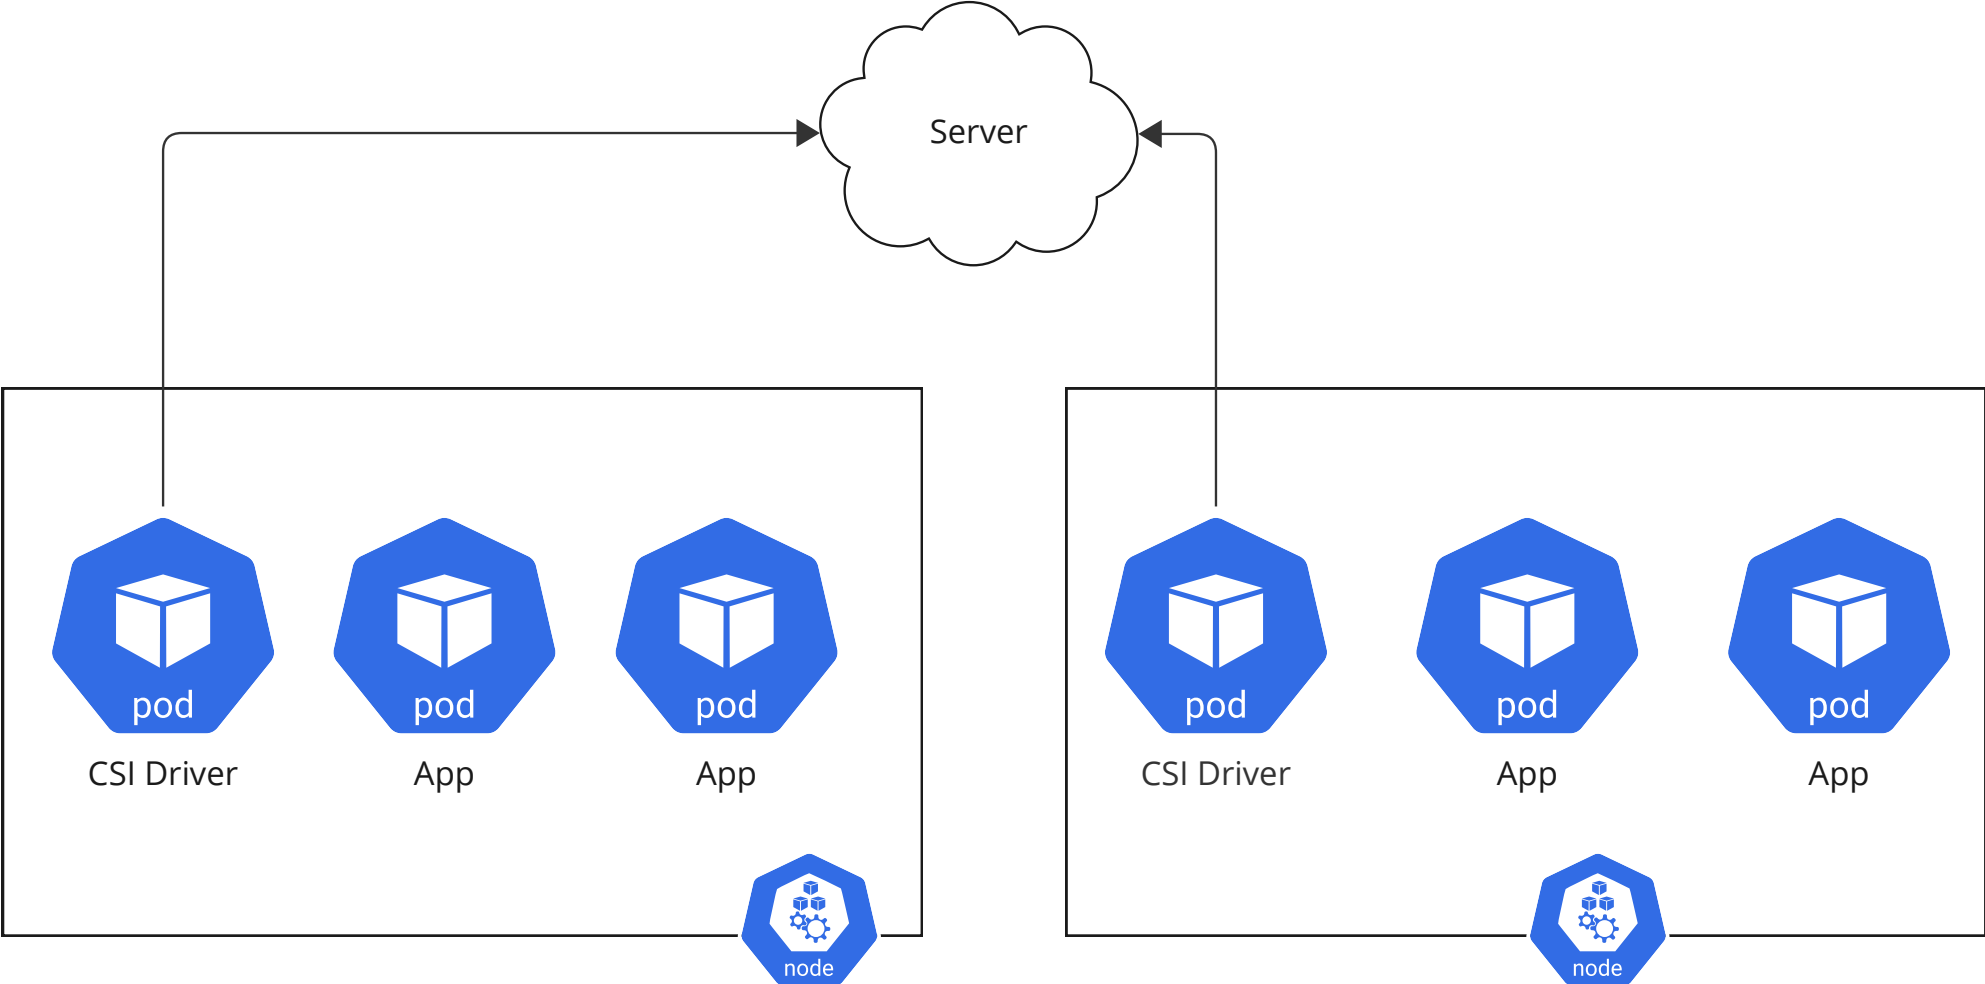 Server
pod
pod
pod
pod
pod
pod
CSI Driver
App
App
CSI Driver
App
App
node
node